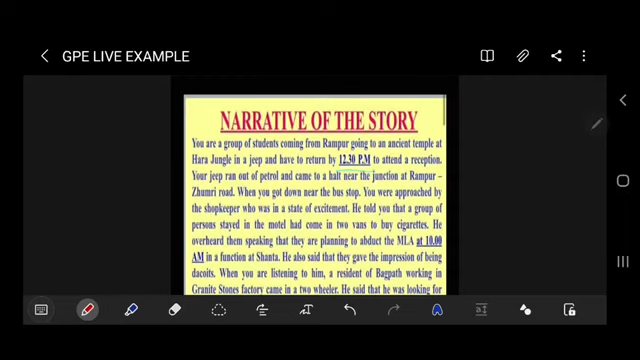 GPE LIVE EXAMPLE
NARRATIVE OF THE STORY
You are a group of students coming from Rampur going to an ancient temple at
Hara Jungle in a jeep and have to return by 12.30 P.M to attend a reception.
Your jeep ran out of petrol and came to a halt near the junction at Rampur –
Zhumri road. When you got down near the bus stop. You were approached by
the shopkeeper who was in a state of excitement. He told you that a group of
persons stayed in the motel had come in two vans to buy cigarettes. He
overheard them speaking that they are planning to abduct the MLA at 10.00
AM in a function at Shanta. He also said that they gave the impression of being
dacoits. When you are listening to him, a resident of Bagpath working in
Granite Stones factory came in a two wheeler. He said that he was looking for